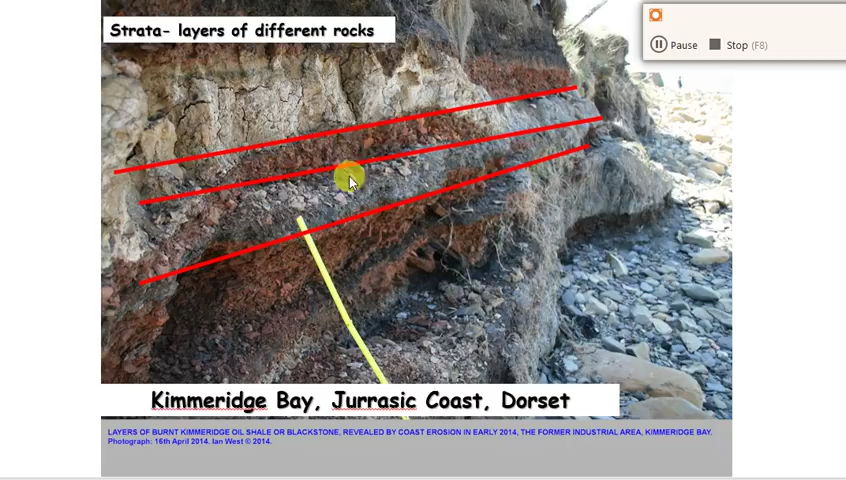 Strata- layers of different rocks
Pause
Stop (F8)
Kimmeridge Bay, Jurrasic Coast, Dorset
LAYERS OF BURNT KIMMERIDGE OIL SHALE OR BLACKSTONE, REVEALED BY COAST EROSION IN EARLY 2014, THE FORMER INDUSTRIAL AREA, KIMMERIDGE BAY.
Photograph: 16th April 2014. Ian West © 2014.